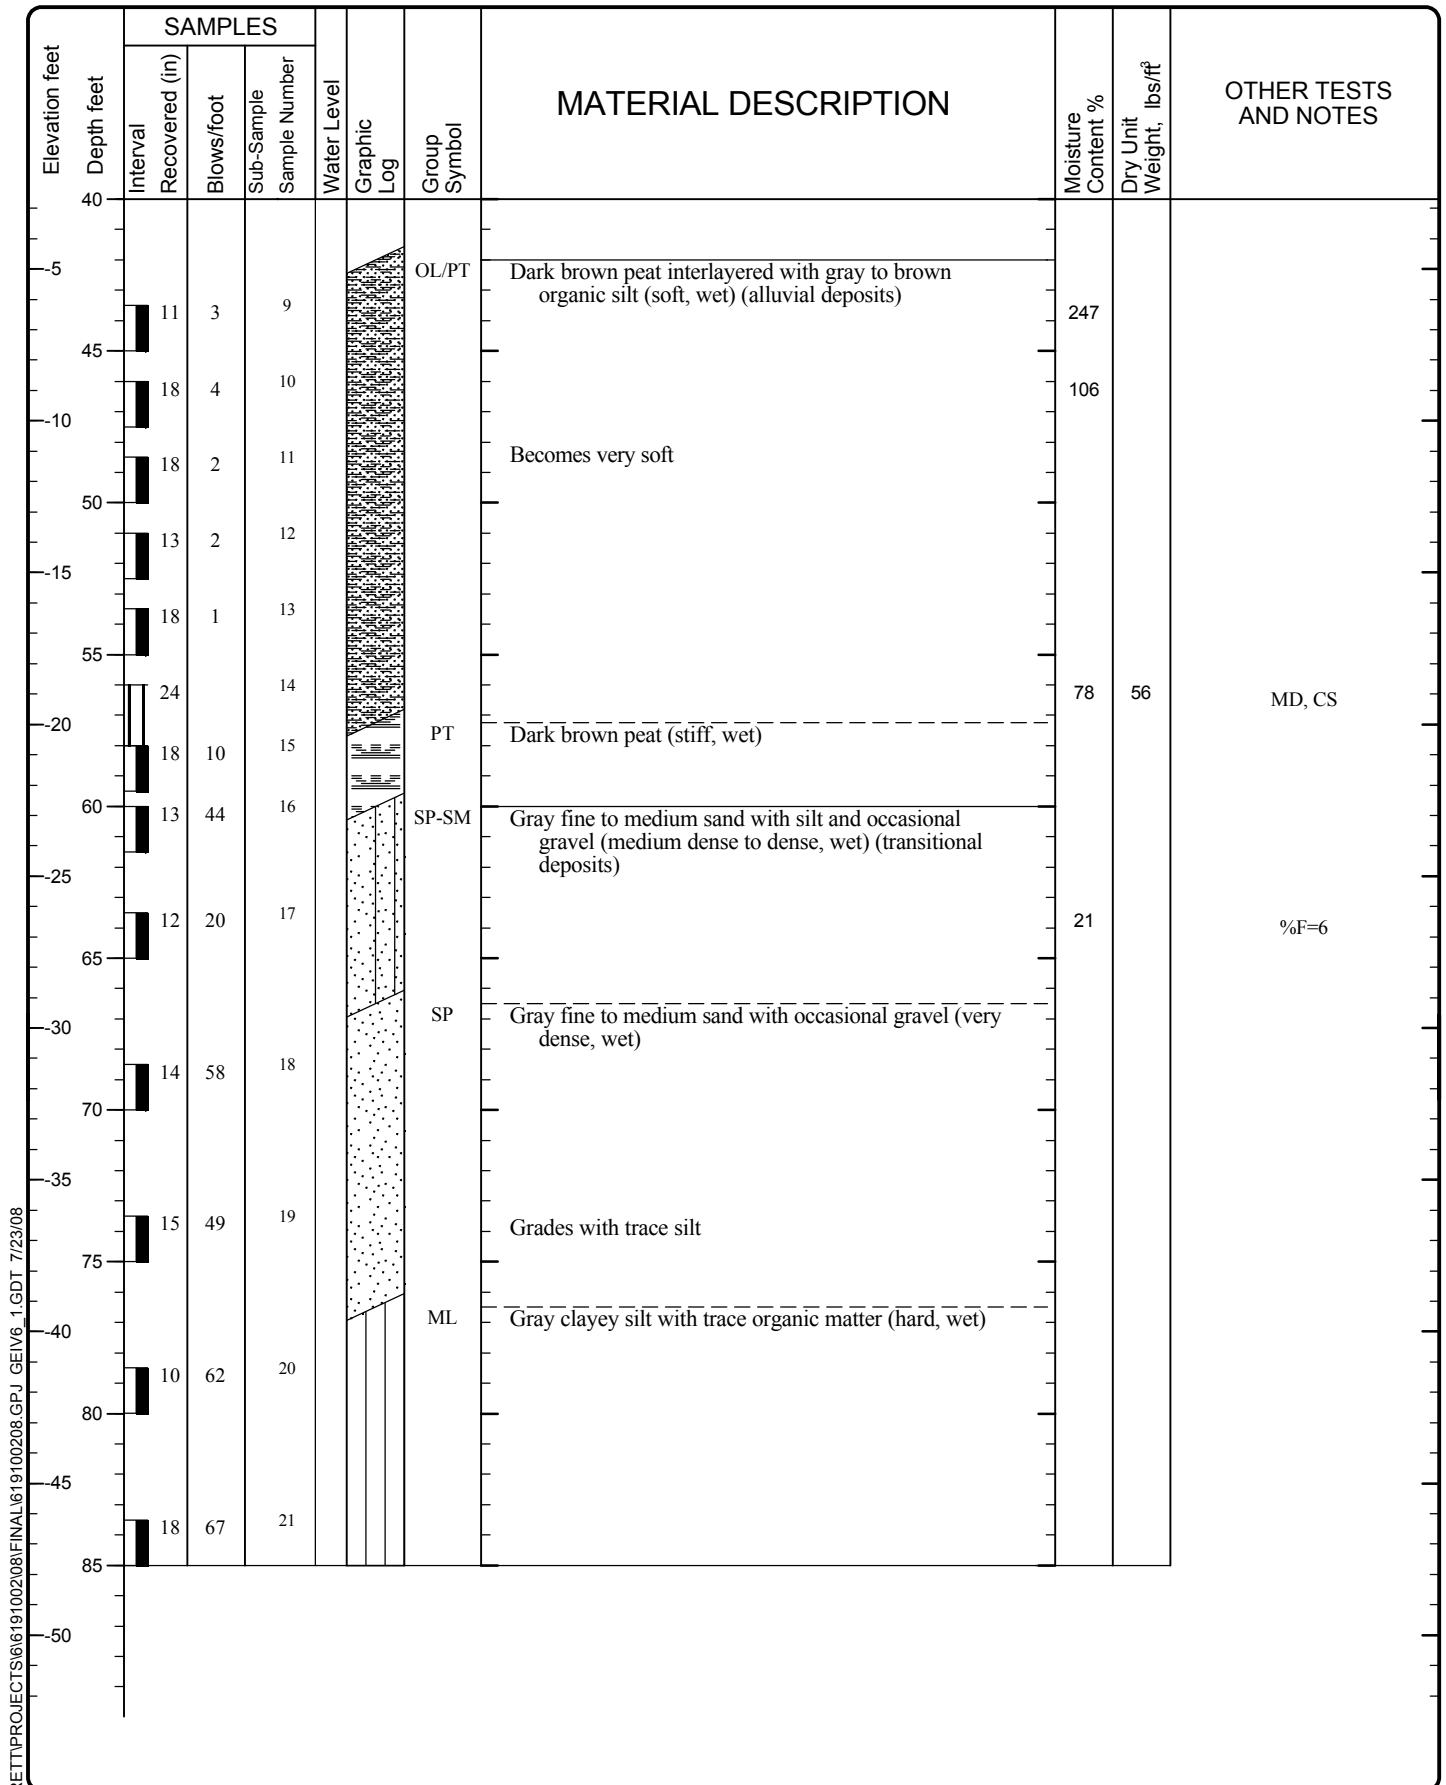 SAMPLES
Elevation feet
Depth feet
Interval
Recovered (in)
Blows/foot
Sub-Sample
Sample Number
Water Level
Graphic
Log
Group
Symbol
MATERIAL DESCRIPTION
Moisture
Content %
Dry Unit
Weight, lbs/ft³
OTHER TESTS
AND NOTES
40
-5
OL/PT
Dark brown peat interlayered with gray to brown
organic silt (soft, wet) (alluvial deposits)
11 3 9 247
45
18 4 10 106
-10
18 2 11
Becomes very soft
50
13 2 12
-15
18 1 13
55
24 14 78 56 MD, CS
-20
PT
Dark brown peat (stiff, wet)
18 10 15
60
13 44 16
SP-SM
Gray fine to medium sand with silt and occasional
gravel (medium dense to dense, wet) (transitional
deposits)
-25
12 20 17 21 %F=6
65
SP
Gray fine to medium sand with occasional gravel (very
dense, wet)
-30
14 58 18
70
-35
15 49 19
Grades with trace silt
75
ML
Gray clayey silt with trace organic matter (hard, wet)
-40
10 62 20
80
-45
18 67 21
85
-50
RETT\PROJECTS\6\6191002\08\FINAL\619100208.GPJ GEIV6_1.GDT 7/23/08